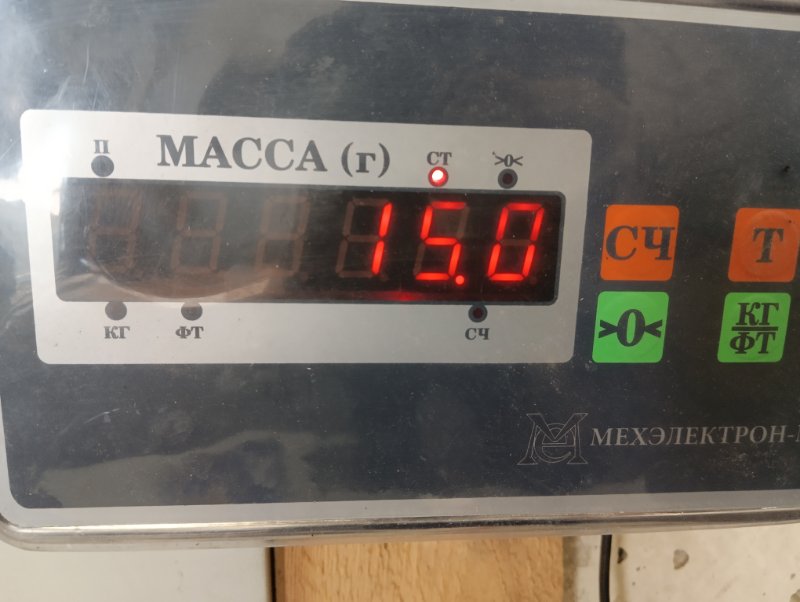 П
МАССА (г)
СТ
>0<
15.0
КГ
ФТ
СЧ
СЧ
Т
>0<
КГ
ФТ
МЕХЭЛЕКТРОН-